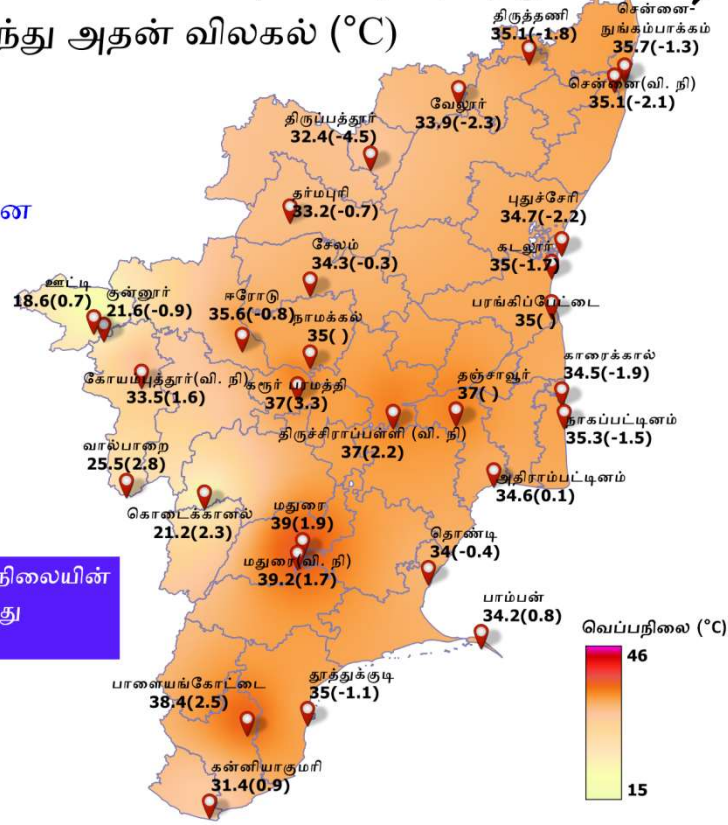 ந்து அதன் விலகல் (°C)
திருத்தணி
35.1(-1.8)
சென்னை-
நுங்கம்பாக்கம்
35.7(-1.3)
சென்னை(வி. நி)
35.1(-2.1)
வேலூர்
33.9(-2.3)
திருப்பத்தூர்
32.4(-4.5)
தர்மபுரி
33.2(-0.7)
ன
புதுச்சேரி
34.7(-2.2)
சேலம்
34.3(-0.3)
கடலூர்
35(-1.7)
ஊட்டி
18.6(0.7)
குன்னூர்
21.6(-0.9)
ஈரோடு
35.6(-0.8)
நாமக்கல்
35()
பரங்கிப்பேட்டை
35( )
காரைக்கால்
34.5(-1.9)
கோயம்புத்தூர்(வி. நி)
33.5(1.6)
கரூர் பரமத்தி
37(3.3)
தஞ்சாவூர்
37( )
நாகப்பட்டினம்
35.3(-1.5)
திருச்சிராப்பள்ளி (வி. நி)
37(2.2)
வால்பாறை
25.5(2.8)
அதிராம்பட்டினம்
34.6(0.1)
கொடைக்கானல்
21.2(2.3)
மதுரை
39(1.9)
மதுரை(வி. நி)
39.2(1.7)
தொண்டி
34(-0.4)
நிலையின்
து
பாம்பன்
34.2(0.8)
வெப்பநிலை (°C)
46
15
பாளையங்கோட்டை
38.4(2.5)
தூத்துக்குடி
35(-1.1)
கன்னியாகுமரி
31.4(0.9)